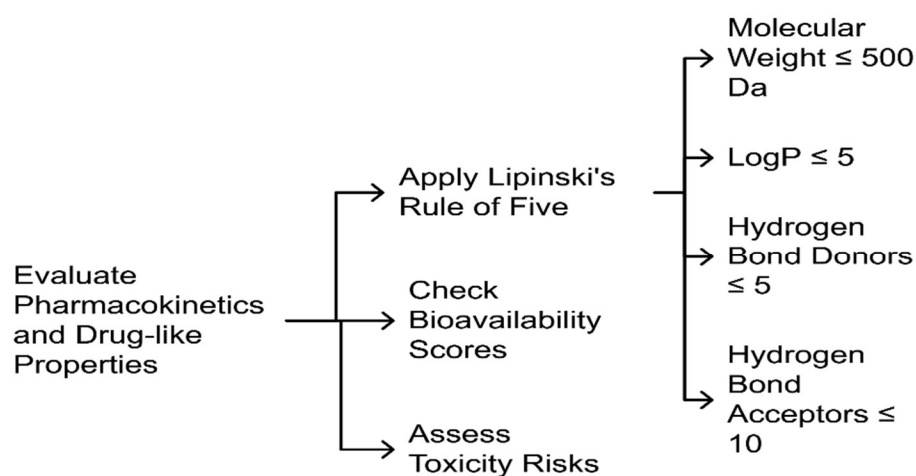 Evaluate
Pharmacokinetics
and Drug-like
Properties
Apply Lipinski's
Rule of Five
Check
Bioavailability
Scores
Assess
Toxicity Risks
Molecular
Weight ≤ 500
Da
LogP ≤ 5
Hydrogen
Bond Donors
≤ 5
Hydrogen
Bond
Acceptors ≤
10